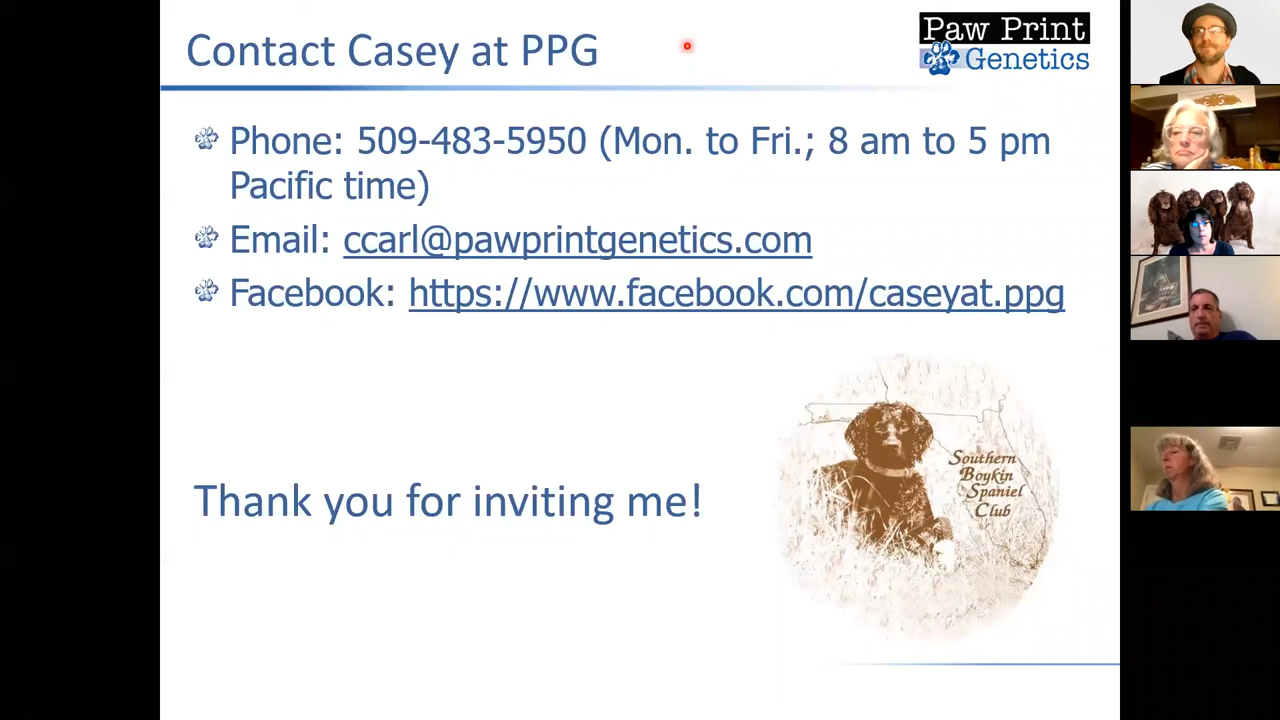 Contact Casey at PPG
Paw Print
Genetics
Phone: 509-483-5950 (Mon. to Fri.; 8 am to 5 pm
Pacific time)
Email: ccarl@pawprintgenetics.com
Facebook: https://www.facebook.com/caseyat.ppg
Thank you for inviting me!
Southern
Boykin
Spaniel
Club